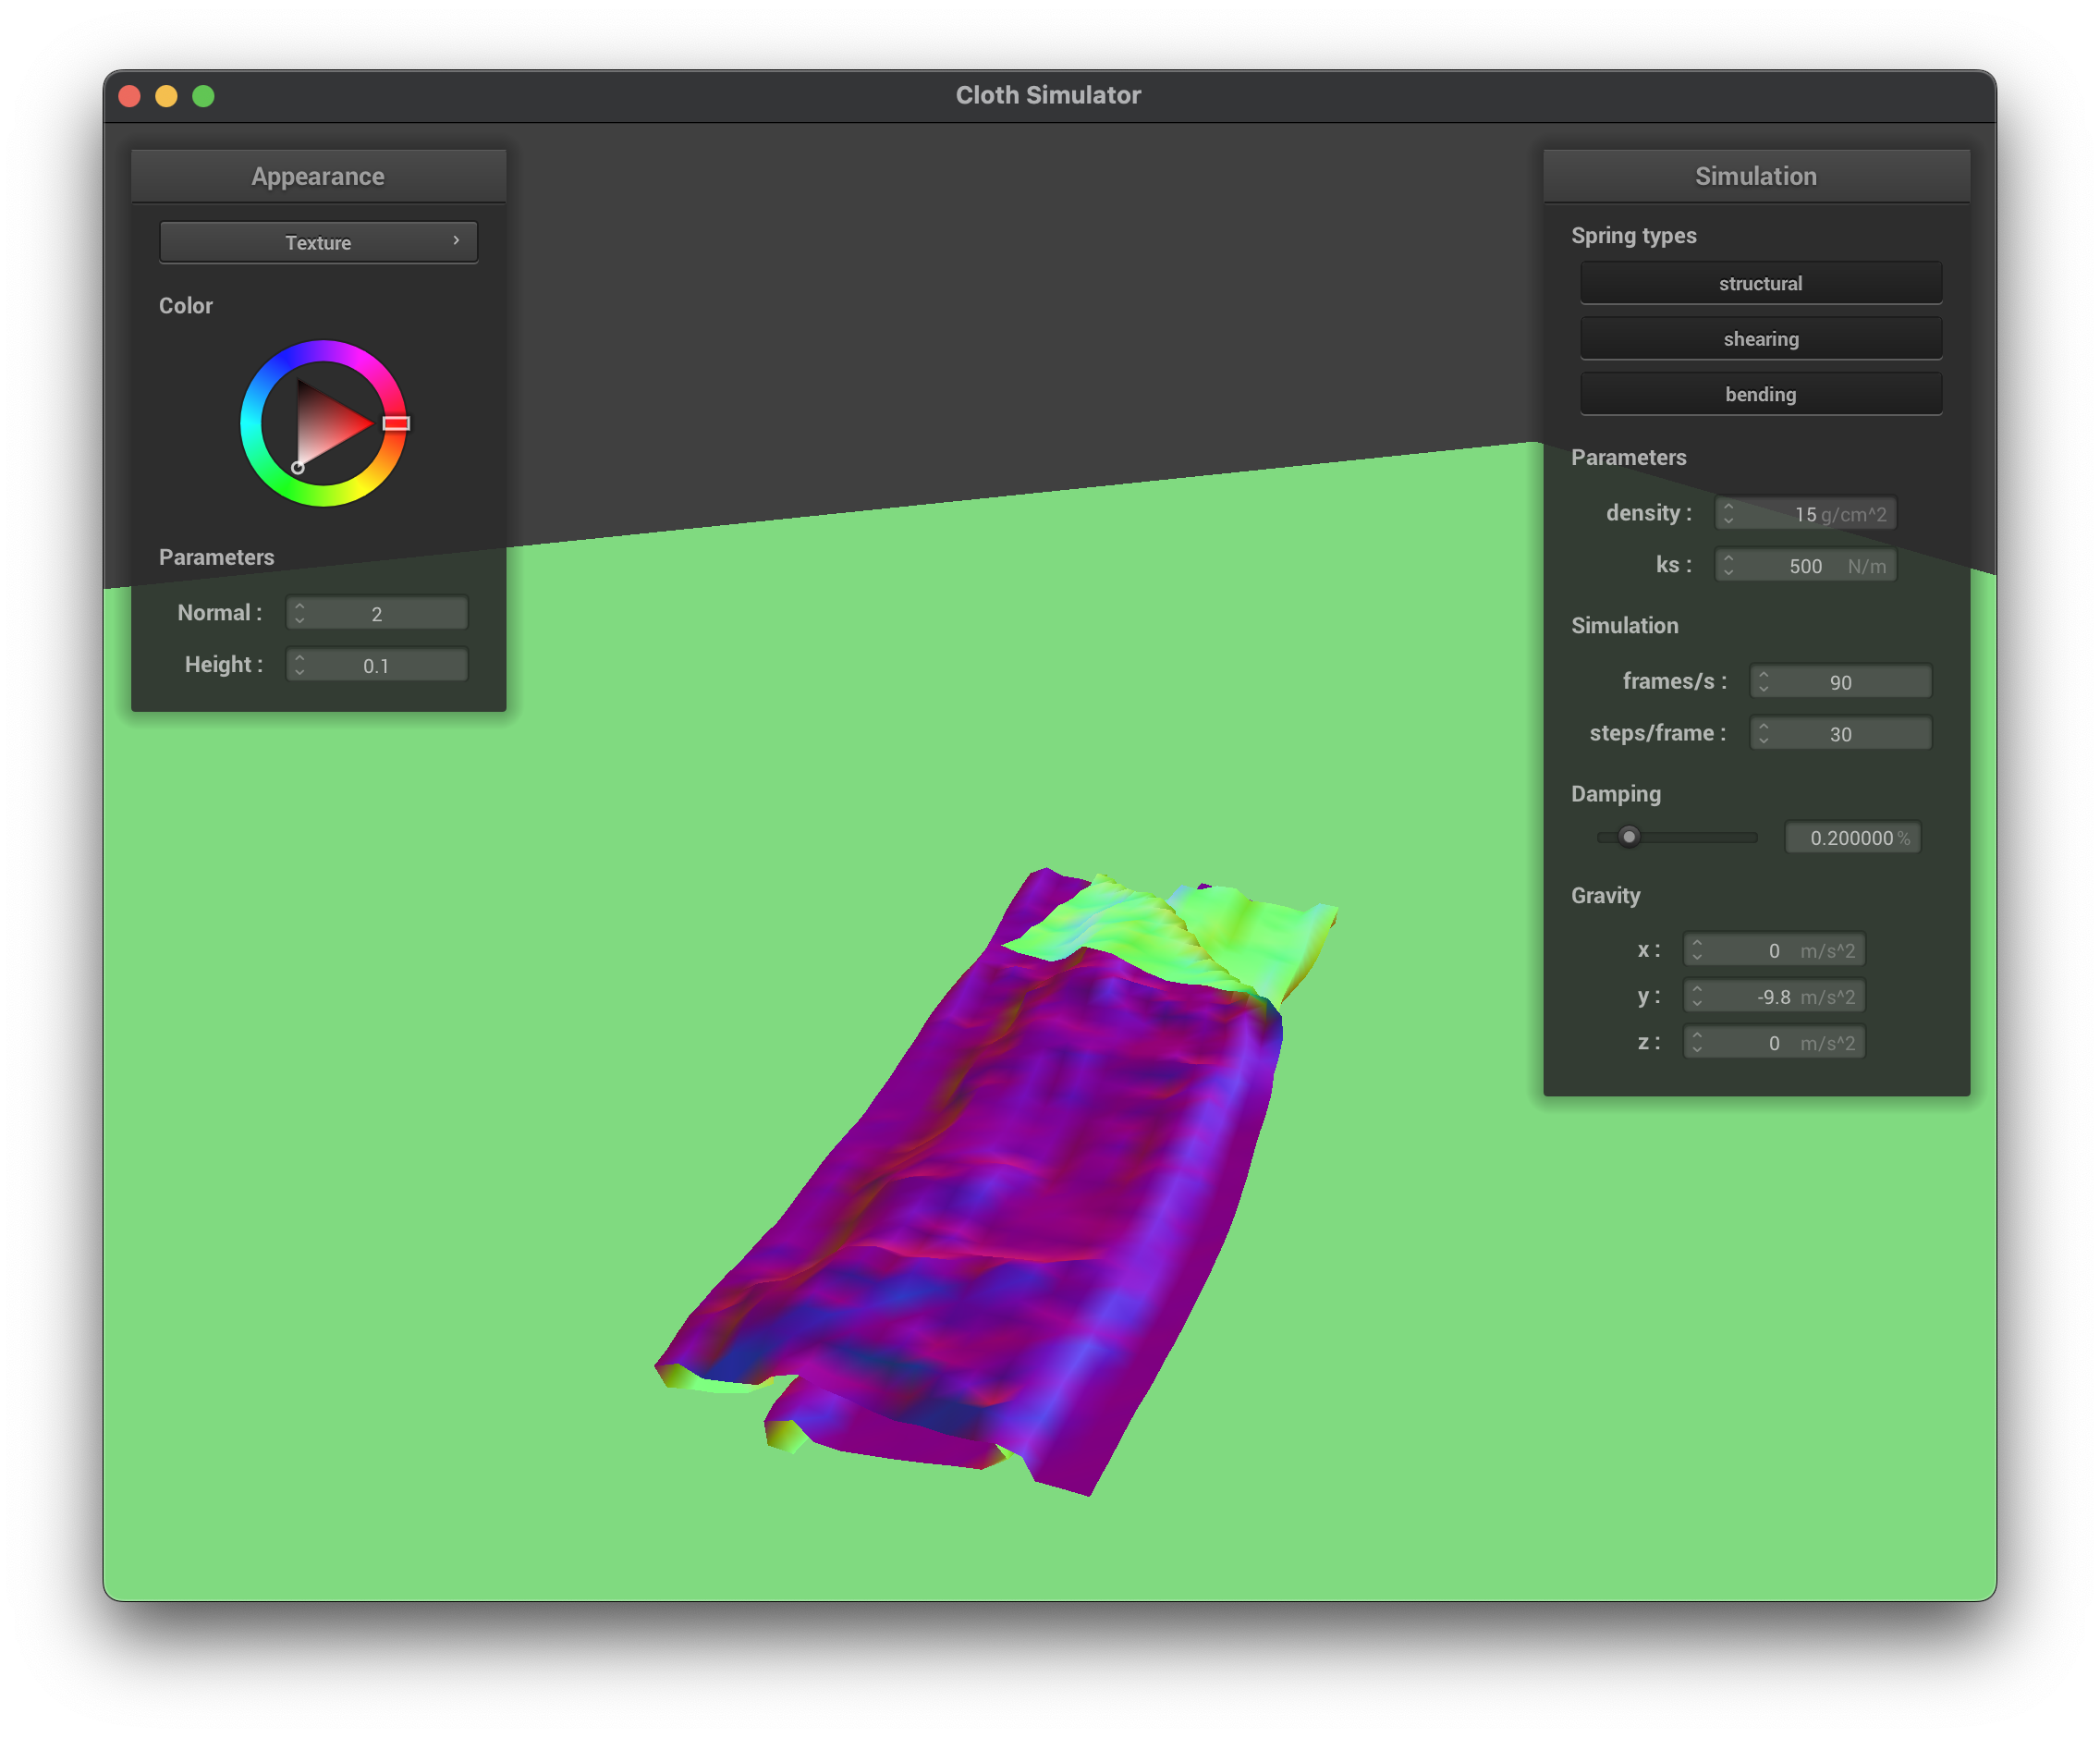 Cloth Simulator
Appearance
Texture
Color
Parameters
Normal : 2
Height : 0.1
Simulation
Spring types
structural
shearing
bending
Parameters
density : 15 g/cm^2
ks : 500 N/m
Simulation
frames/s : 90
steps/frame : 30
Damping
0.200000 %
Gravity
x : 0 m/s^2
y : -9.8 m/s^2
z : 0 m/s^2